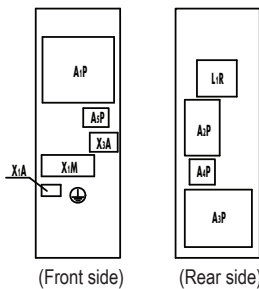 A1P
L1R
A5P
A2P
X3A
X1A
X1M
A4P
A3P
(Front side)
(Rear side)